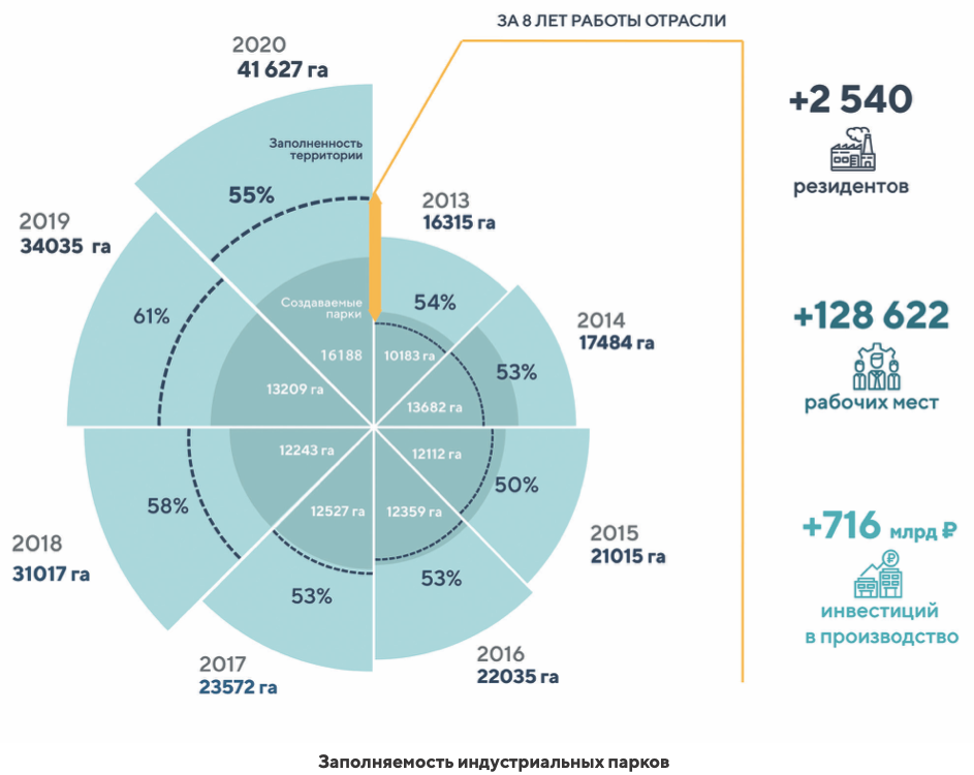 ЗА 8 ЛЕТ РАБОТЫ ОТРАСЛИ
2020
41 627 га
Заполненность
территории
55%
2013
16315 га
54%
Создаваемые
парки
16188
10183 га
2019
34035 га
61%
13209 га
2014
17484 га
53%
13682 га
12243 га
12112 га
58%
50%
2018
31017 га
2015
21015 га
12527 га
12359 га
53%
53%
2017
23572 га
2016
22035 га
+2 540
резидентов
+128 622
рабочих мест
+716 млрд ₽
₽
инвестиций
в производство
Заполняемость индустриальных парков